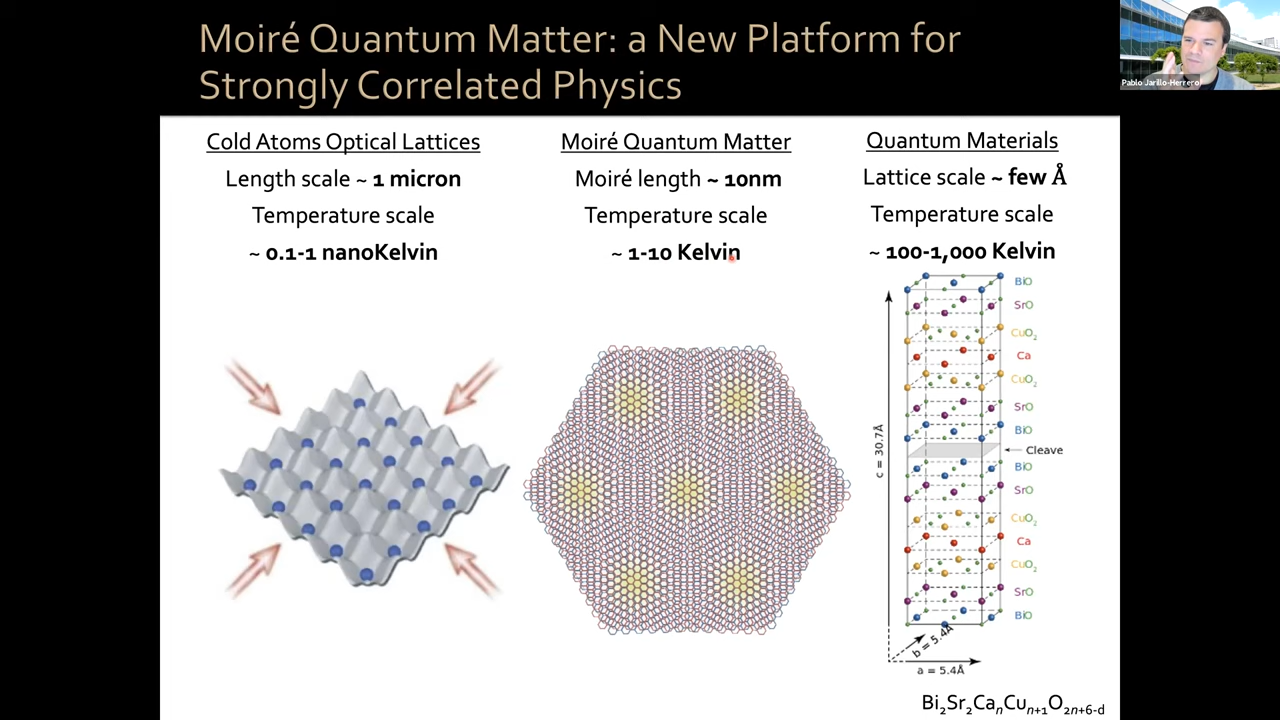 Moiré Quantum Matter: a New Platform for
Strongly Correlated Physics
Pablo Jarillo-Herrero
Cold Atoms Optical Lattices
Length scale ~ 1 micron
Temperature scale
~ 0.1-1 nanoKelvin
Moiré Quantum Matter
Moiré length ~ 10nm
Temperature scale
~ 1-10 Kelvin
Quantum Materials
Lattice scale ~ few Å
Temperature scale
~ 100-1,000 Kelvin
BiO
SrO
CuO₂
Ca
CuO₂
SrO
BiO
Cleave
BiO
SrO
CuO₂
Ca
CuO₂
SrO
BiO
c = 30.7Å
b = 5.4Å
a = 5.4Å
Bi₂Sr₂CaₙCuₙ₊₁O₂ₙ₊₆-d